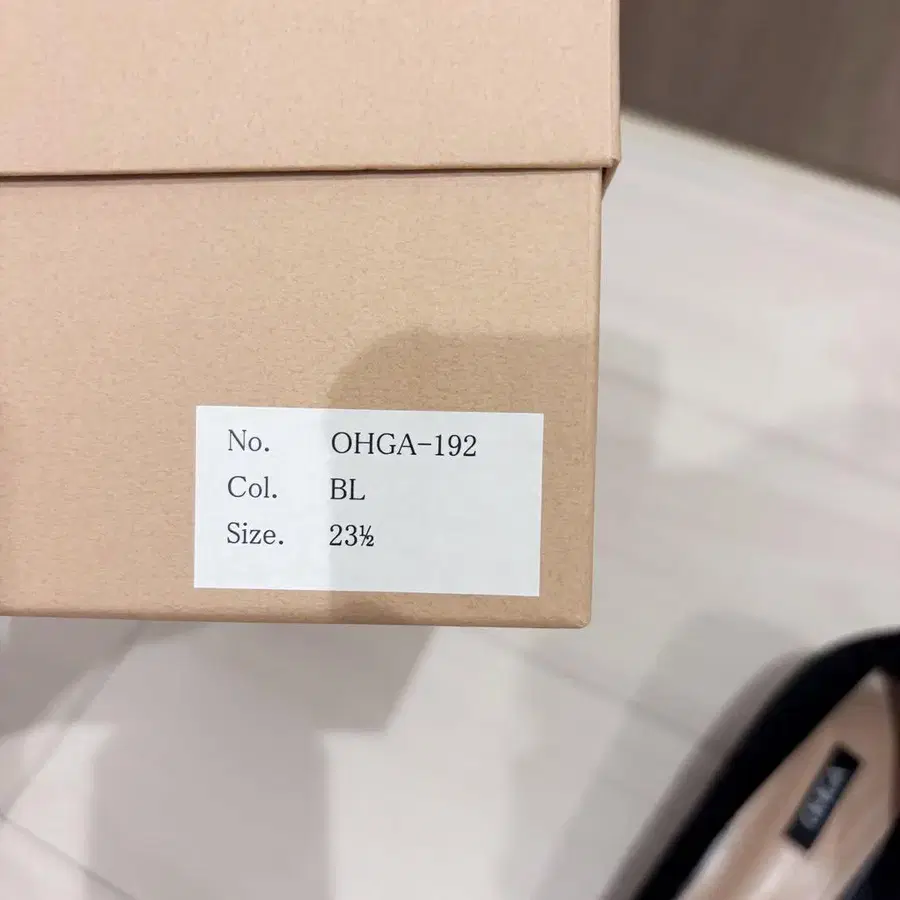 No. OHGA-192
Col. BL
Size. 23½